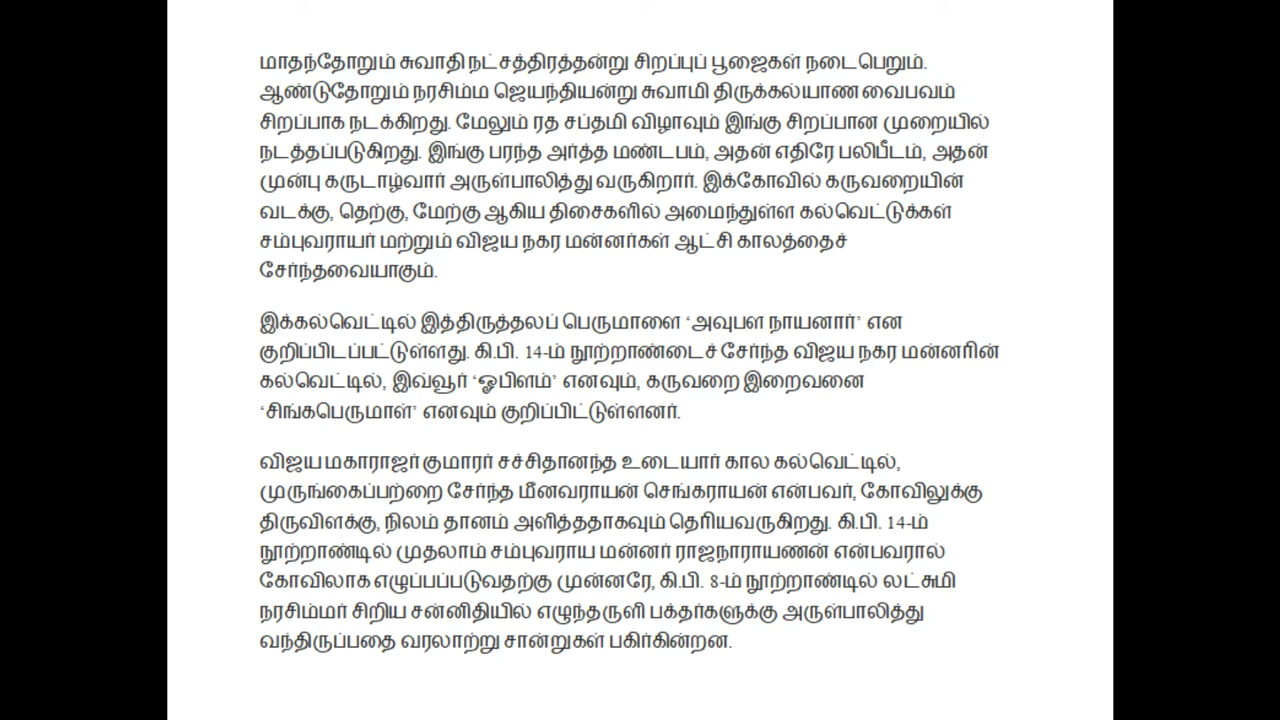 மாதந்தோறும் சுவாதி நட்சத்திரத்தன்று சிறப்புப் பூஜைகள் நடைபெறும்.
ஆண்டுதோறும் நரசிம்ம ஜெயந்தியன்று சுவாமி திருக்கல்யாண வைபவம்
சிறப்பாக நடக்கிறது. மேலும் ரத சப்தமி விழாவும் இங்கு சிறப்பான முறையில்
நடத்தப்படுகிறது. இங்கு பரந்த அர்த்த மண்டபம், அதன் எதிரே பலிபீடம், அதன்
முன்பு கருடாழ்வார் அருள்பாலித்து வருகிறார். இக்கோவில் கருவறையின்
வடக்கு, தெற்கு, மேற்கு ஆகிய திசைகளில் அமைந்துள்ள கல்வெட்டுக்கள்
சம்புவராயர் மற்றும் விஜய நகர மன்னர்கள் ஆட்சி காலத்தைச்
சேர்ந்தவையாகும்.
இக்கல்வெட்டில் இத்திருத்தலப் பெருமாளை ‘அவுபள நாயனார்’ என
குறிப்பிடப்பட்டுள்ளது. கி.பி. 14-ம் நூற்றாண்டைச் சேர்ந்த விஜய நகர மன்னரின்
கல்வெட்டில், இவ்வூர் ‘ஓபிளம்’ எனவும், கருவறை இறைவனை
‘சிங்கபெருமாள்’ எனவும் குறிப்பிட்டுள்ளனர்.
விஜய மகாராஜர் குமாரர் சச்சிதானந்த உடையார் கால கல்வெட்டில்,
முருங்கைப்பற்றை சேர்ந்த மீனவராயன் செங்கராயன் என்பவர், கோவிலுக்கு
திருவிளக்கு, நிலம் தானம் அளித்ததாகவும் தெரியவருகிறது. கி.பி. 14-ம்
நூற்றாண்டில் முதலாம் சம்புவராய மன்னர் ராஜநாராயணன் என்பவரால்
கோவிலாக எழுப்பப்படுவதற்கு முன்னரே, கி.பி. 8-ம் நூற்றாண்டில் லட்சுமி
நரசிம்மர் சிறிய சன்னிதியில் எழுந்தருளி பக்தர்களுக்கு அருள்பாலித்து
வந்திருப்பதை வரலாற்று சான்றுகள் பகிர்கின்றன.